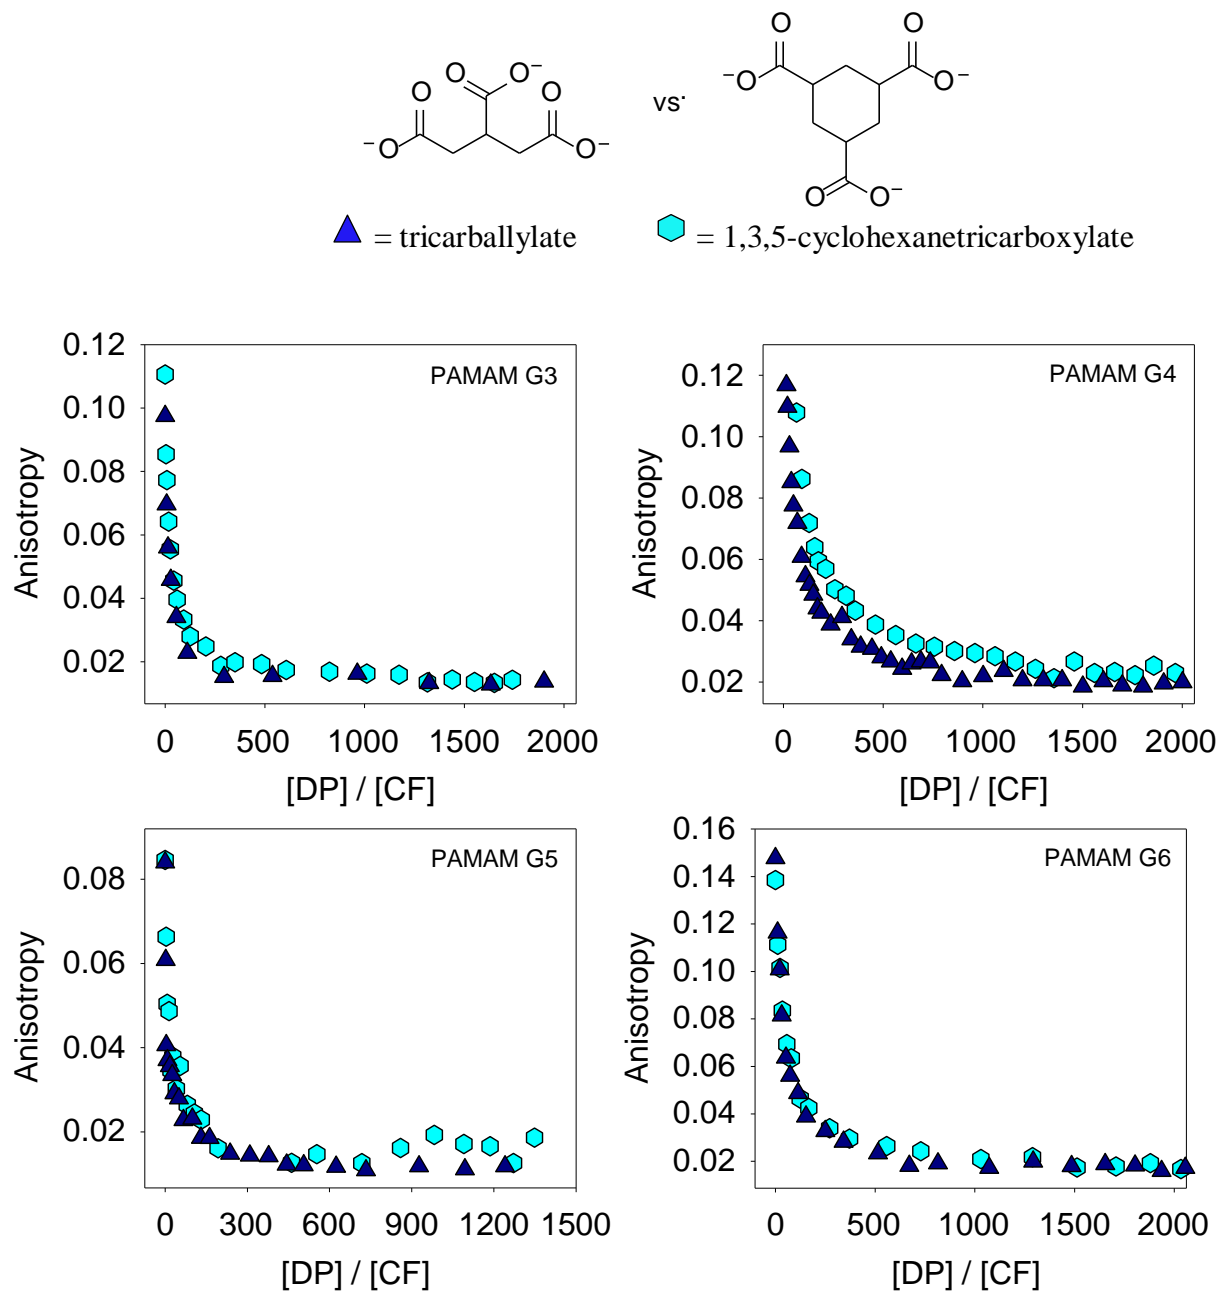 O O⁻ O O O
O vs. ⁻O O⁻
⁻O O⁻
O O⁻
= tricarballylate = 1,3,5-cyclohexanetricarboxylate
0.12
0.10
0.08
0.06
0.04
0.02
Anisotropy
PAMAM G3
0 500 1000 1500 2000
[DP] / [CF]
0.12
0.10
0.08
0.06
0.04
0.02
Anisotropy
PAMAM G4
0 500 1000 1500 2000
[DP] / [CF]
0.08
0.06
0.04
0.02
Anisotropy
PAMAM G5
0 300 600 900 1200 1500
[DP] / [CF]
0.16
0.14
0.12
0.10
0.08
0.06
0.04
0.02
Anisotropy
PAMAM G6
0 500 1000 1500 2000
[DP] / [CF]